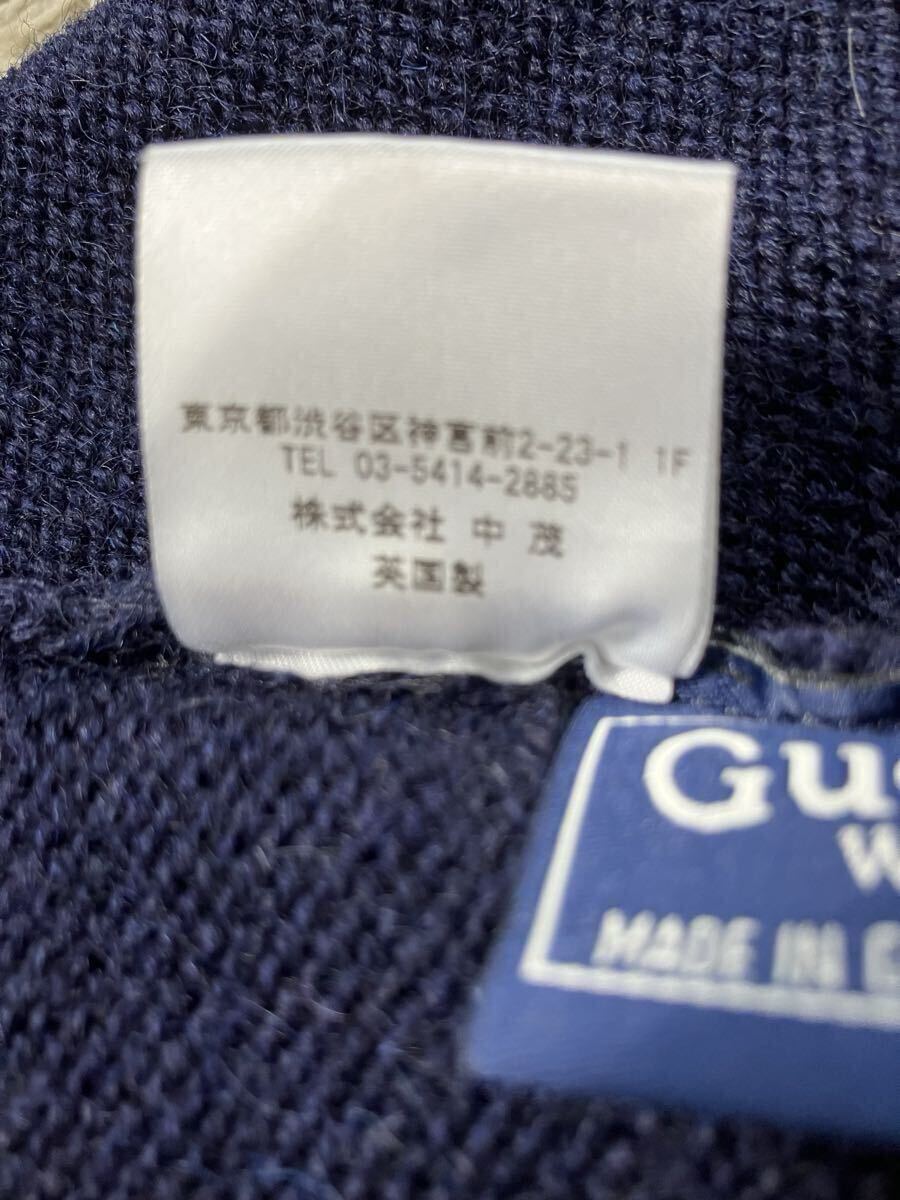 東京都渋谷区神宮前2-23-1 1F
TEL 03-5414-2885
株式会社 中茂
英国製
Gu
MADE IN